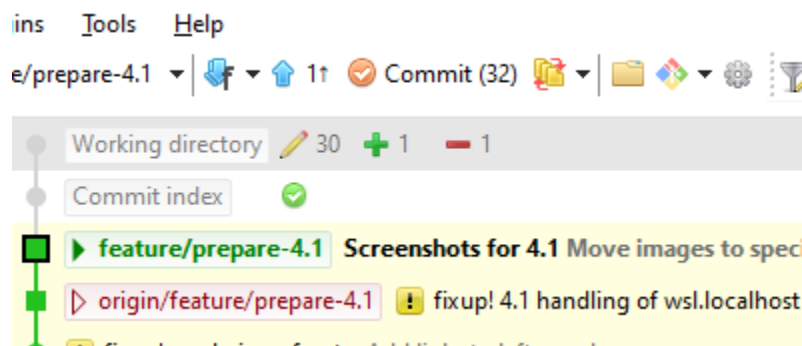 ins Tools Help
e/prepare-4.1 1↑ Commit (32)
Working directory 30 1 1
Commit index
feature/prepare-4.1 Screenshots for 4.1 Move images to speci
origin/feature/prepare-4.1 fixup! 4.1 handling of wsl.localhost